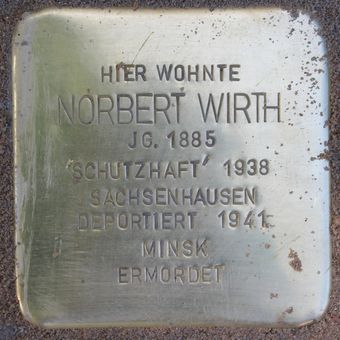 HIER WOHNTE
NORBERT WIRTH
JG. 1885
'SCHUTZHAFT' 1938
SACHSENHAUSEN
DEPORTIERT 1941
MINSK
ERMORDET